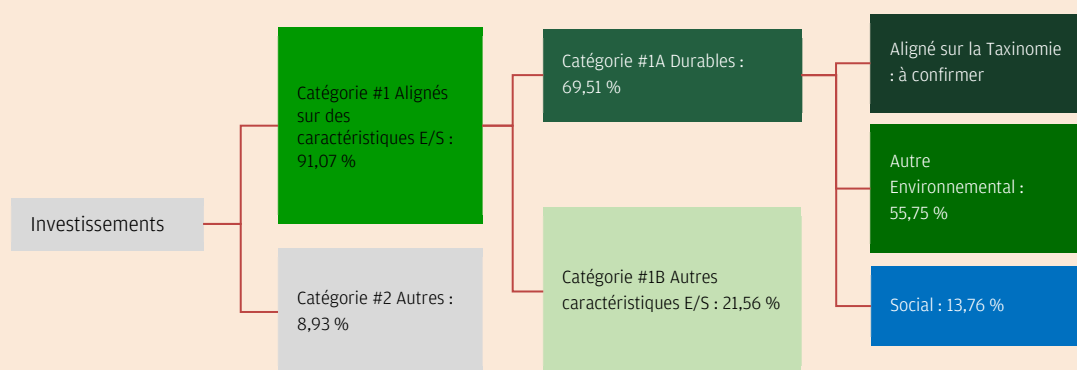 Investissements
Catégorie #1 Alignés
sur des
caractéristiques E/S :
91,07 %
Catégorie #2 Autres :
8,93 %
Catégorie #1A Durables :
69,51 %
Catégorie #1B Autres
caractéristiques E/S : 21,56 %
Aligné sur la Taxinomie
: à confirmer
Autre
Environnemental :
55,75 %
Social : 13,76 %